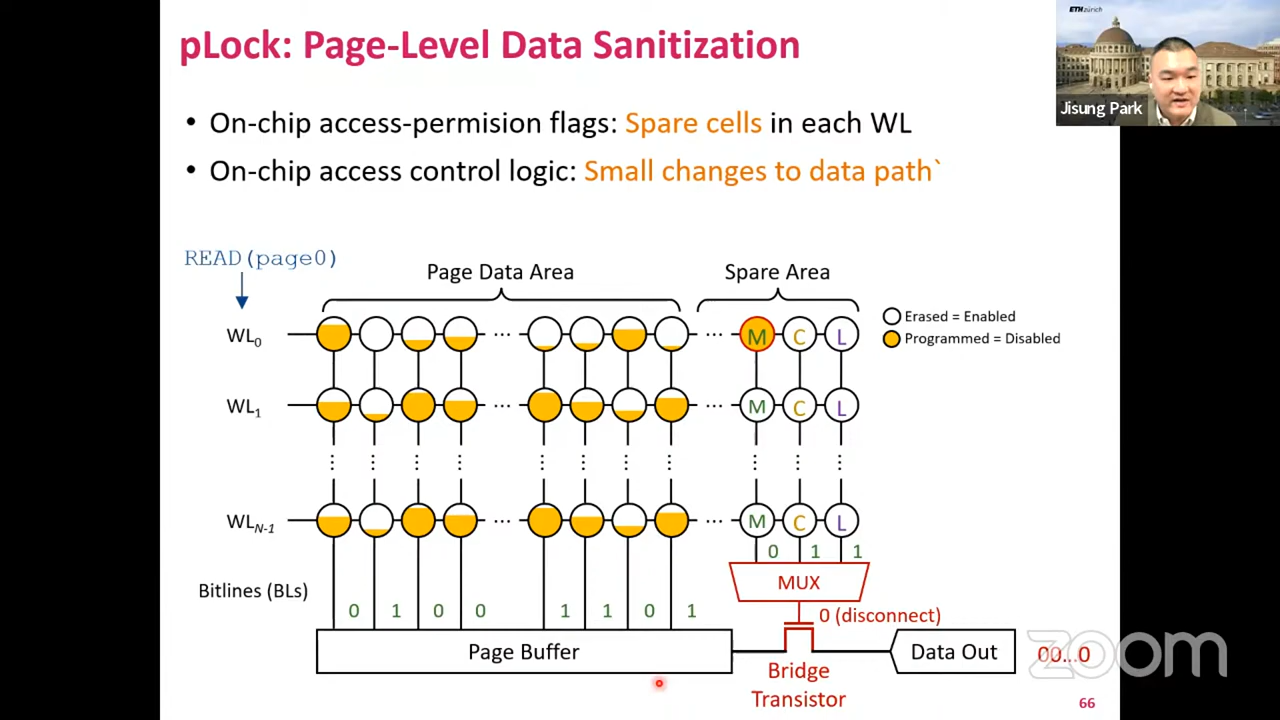 pLock: Page-Level Data Sanitization
ETH zürich
Jisung Park
• On-chip access-permision flags: Spare cells in each WL
• On-chip access control logic: Small changes to data path`
READ(page0)
Page Data Area
Spare Area
Erased = Enabled
Programmed = Disabled
WL0 ... ... M C L
WL1 ... ... M C L
WLN-1 ... ... M C L
0 1 1
MUX
Bitlines (BLs)
0 1 0 0 1 1 0 1
0 (disconnect)
Page Buffer
Data Out
00...0
zoom
Bridge
Transistor
66